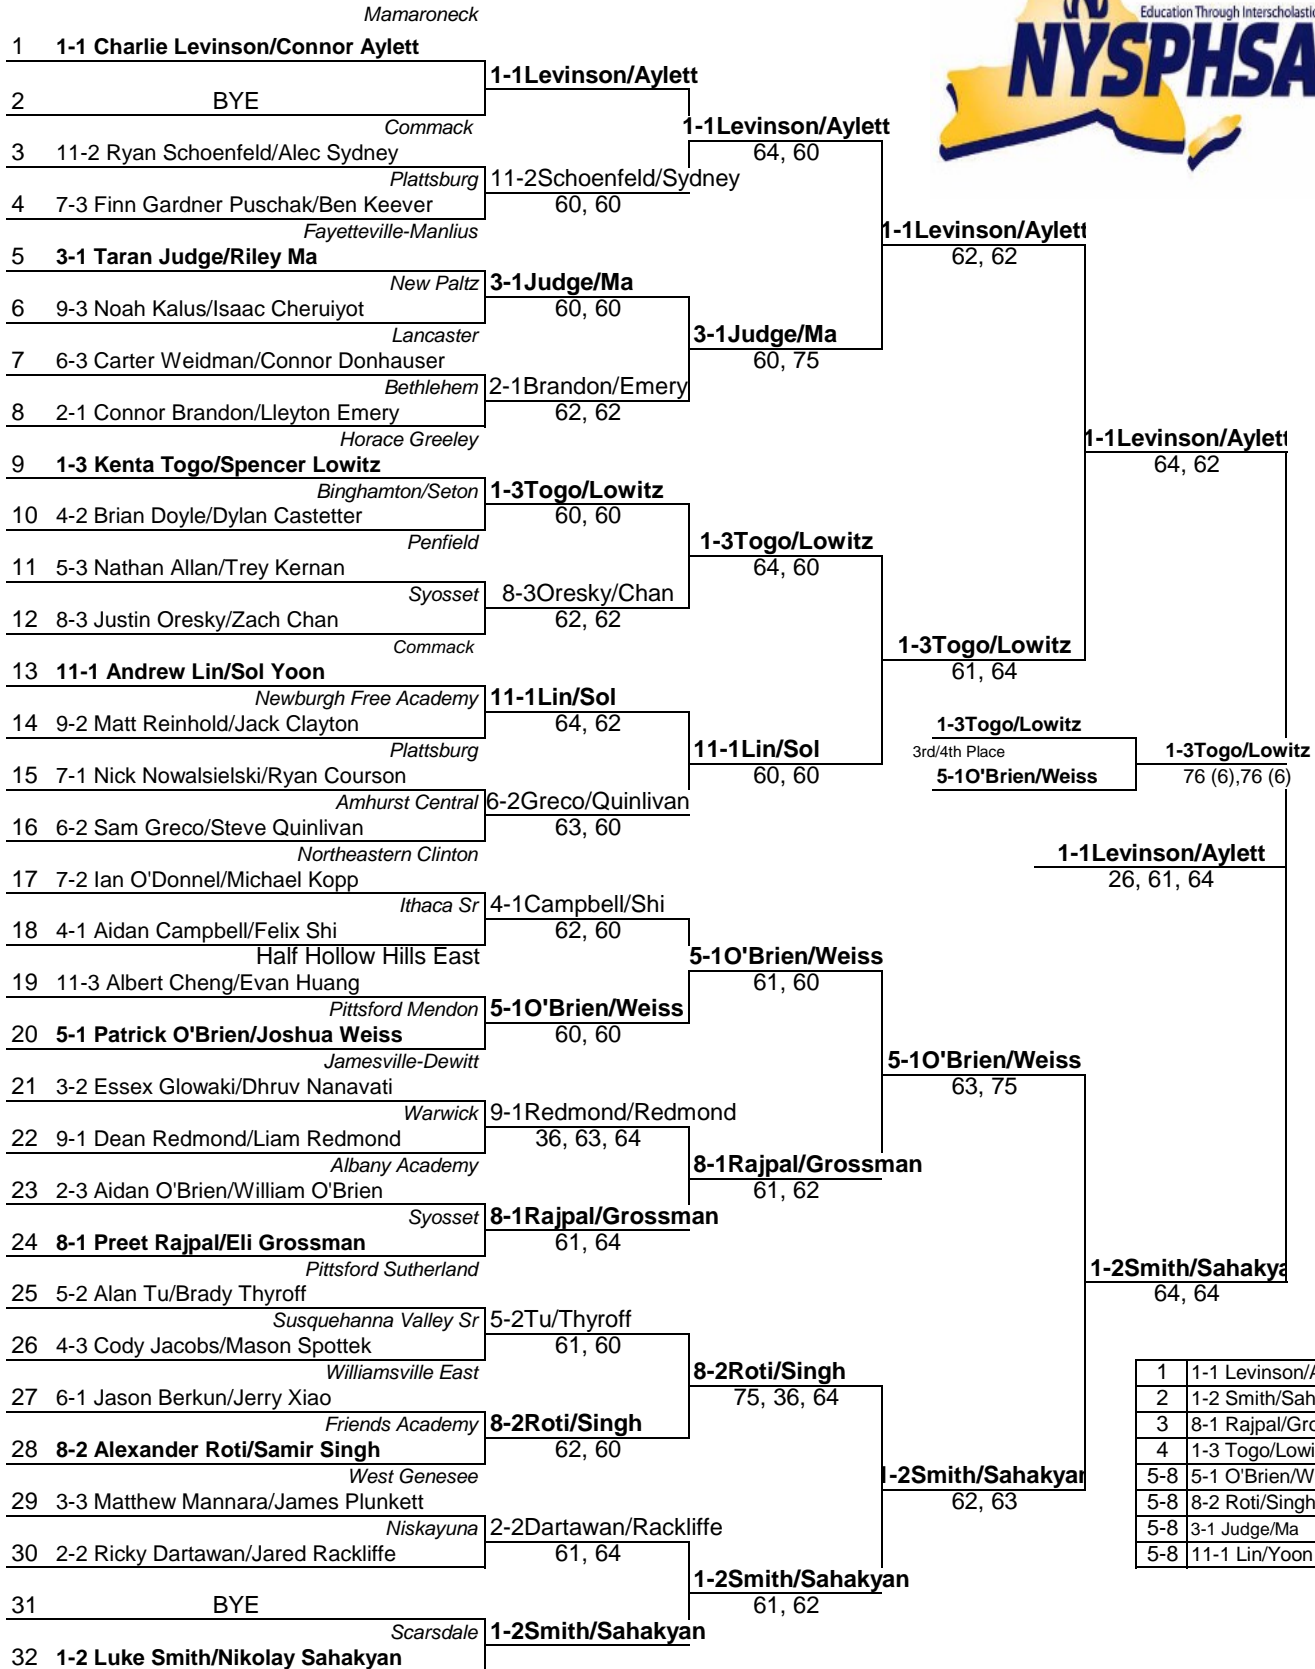 Mamaroneck
Education Through Interscholastic
NYSPHSA
1 1-1 Charlie Levinson/Connor Aylett
1-1Levinson/Aylett
2 BYE
Commack
1-1Levinson/Aylett
3 11-2 Ryan Schoenfeld/Alec Sydney
64, 60
Plattsburg
11-2Schoenfeld/Sydney
4 7-3 Finn Gardner Puschak/Ben Keever
60, 60
Fayetteville-Manlius
1-1Levinson/Aylett
5 3-1 Taran Judge/Riley Ma
62, 62
New Paltz
3-1Judge/Ma
6 9-3 Noah Kalus/Isaac Cheruiyot
60, 60
Lancaster
3-1Judge/Ma
7 6-3 Carter Weidman/Connor Donhauser
60, 75
Bethlehem
2-1Brandon/Emery
8 2-1 Connor Brandon/Lleyton Emery
62, 62
Horace Greeley
1-1Levinson/Aylett
9 1-3 Kenta Togo/Spencer Lowitz
64, 62
Binghamton/Seton
1-3Togo/Lowitz
10 4-2 Brian Doyle/Dylan Castetter
60, 60
Penfield
1-3Togo/Lowitz
11 5-3 Nathan Allan/Trey Kernan
64, 60
Syosset
8-3Oresky/Chan
12 8-3 Justin Oresky/Zach Chan
62, 62
Commack
1-3Togo/Lowitz
13 11-1 Andrew Lin/Sol Yoon
61, 64
Newburgh Free Academy
11-1Lin/Sol
14 9-2 Matt Reinhold/Jack Clayton
64, 62
1-3Togo/Lowitz
Plattsburg
11-1Lin/Sol
3rd/4th Place
1-3Togo/Lowitz
15 7-1 Nick Nowalsielski/Ryan Courson
60, 60
5-1O'Brien/Weiss
76 (6),76 (6)
Amhurst Central
6-2Greco/Quinlivan
16 6-2 Sam Greco/Steve Quinlivan
63, 60
Northeastern Clinton
1-1Levinson/Aylett
17 7-2 Ian O'Donnel/Michael Kopp
26, 61, 64
Ithaca Sr
4-1Campbell/Shi
18 4-1 Aidan Campbell/Felix Shi
62, 60
Half Hollow Hills East
5-1O'Brien/Weiss
19 11-3 Albert Cheng/Evan Huang
61, 60
Pittsford Mendon
5-1O'Brien/Weiss
20 5-1 Patrick O'Brien/Joshua Weiss
60, 60
Jamesville-Dewitt
5-1O'Brien/Weiss
21 3-2 Essex Glowaki/Dhruv Nanavati
63, 75
Warwick
9-1Redmond/Redmond
22 9-1 Dean Redmond/Liam Redmond
36, 63, 64
Albany Academy
8-1Rajpal/Grossman
23 2-3 Aidan O'Brien/William O'Brien
61, 62
Syosset
8-1Rajpal/Grossman
24 8-1 Preet Rajpal/Eli Grossman
61, 64
Pittsford Sutherland
1-2Smith/Sahakya
25 5-2 Alan Tu/Brady Thyroff
64, 64
Susquehanna Valley Sr
5-2Tu/Thyroff
26 4-3 Cody Jacobs/Mason Spottek
61, 60
Williamsville East
8-2Roti/Singh
27 6-1 Jason Berkun/Jerry Xiao
75, 36, 64
Friends Academy
8-2Roti/Singh
28 8-2 Alexander Roti/Samir Singh
62, 60
West Genesee
1-2Smith/Sahakyan
29 3-3 Matthew Mannara/James Plunkett
62, 63
Niskayuna
2-2Dartawan/Rackliffe
30 2-2 Ricky Dartawan/Jared Rackliffe
61, 64
1-2Smith/Sahakyan
31 BYE
61, 62
Scarsdale
1-2Smith/Sahakyan
32 1-2 Luke Smith/Nikolay Sahakyan
1 1-1 Levinson/A
2 1-2 Smith/Sah
3 8-1 Rajpal/Gro
4 1-3 Togo/Lowi
5-8 5-1 O'Brien/W
5-8 8-2 Roti/Singh
5-8 3-1 Judge/Ma
5-8 11-1 Lin/Yoon